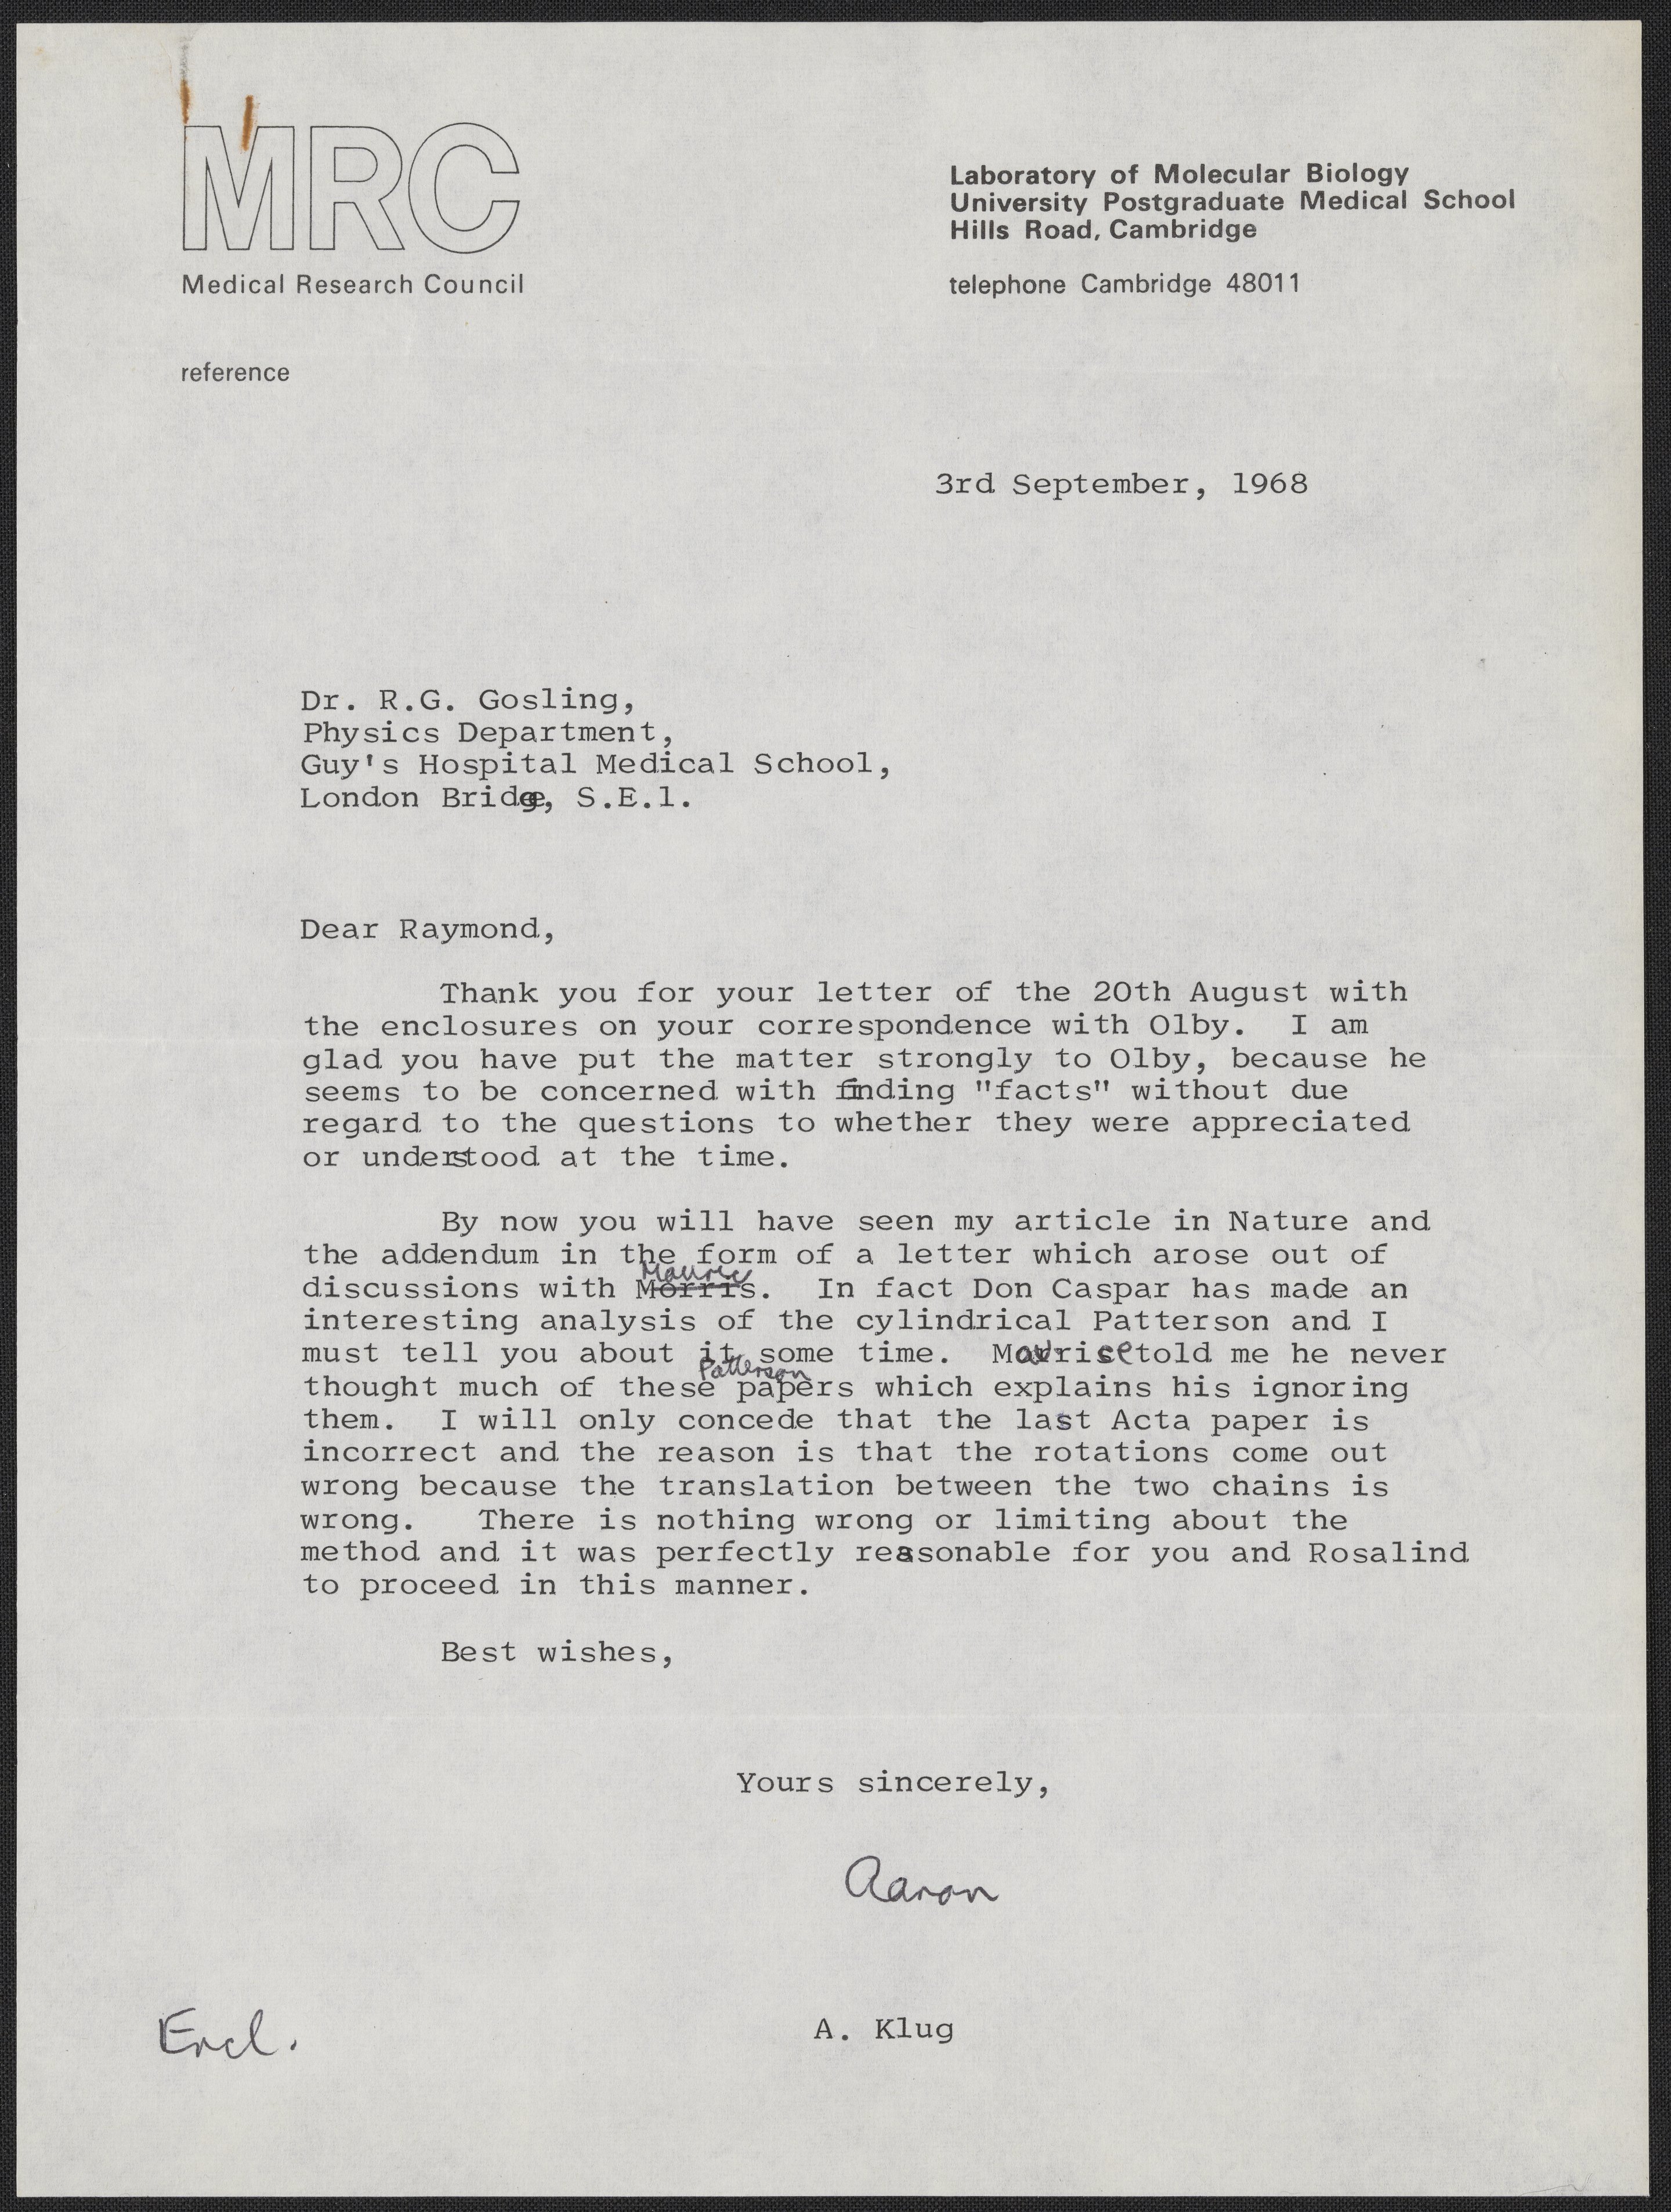 MRC
Medical Research Council
Laboratory of Molecular Biology
University Postgraduate Medical School
Hills Road, Cambridge
telephone Cambridge 48011
reference
3rd September, 1968
Dr. R.G. Gosling,
Physics Department,
Guy's Hospital Medical School,
London Bridge, S.E.1.
Dear Raymond,
Thank you for your letter of the 20th August with
the enclosures on your correspondence with Olby. I am
glad you have put the matter strongly to Olby, because he
seems to be concerned with finding "facts" without due
regard to the questions to whether they were appreciated
or understood at the time.
By now you will have seen my article in Nature and
the addendum in the form of a letter which arose out of
Mauric
discussions with Morris. In fact Don Caspar has made an
interesting analysis of the cylindrical Patterson and I
must tell you about it some time. Maurice told me he never
Patterson
thought much of these papers which explains his ignoring
them. I will only concede that the last Acta paper is
incorrect and the reason is that the rotations come out
wrong because the translation between the two chains is
wrong. There is nothing wrong or limiting about the
method and it was perfectly reasonable for you and Rosalind
to proceed in this manner.
Best wishes,
Yours sincerely,
Aaron
A. Klug
Encl.